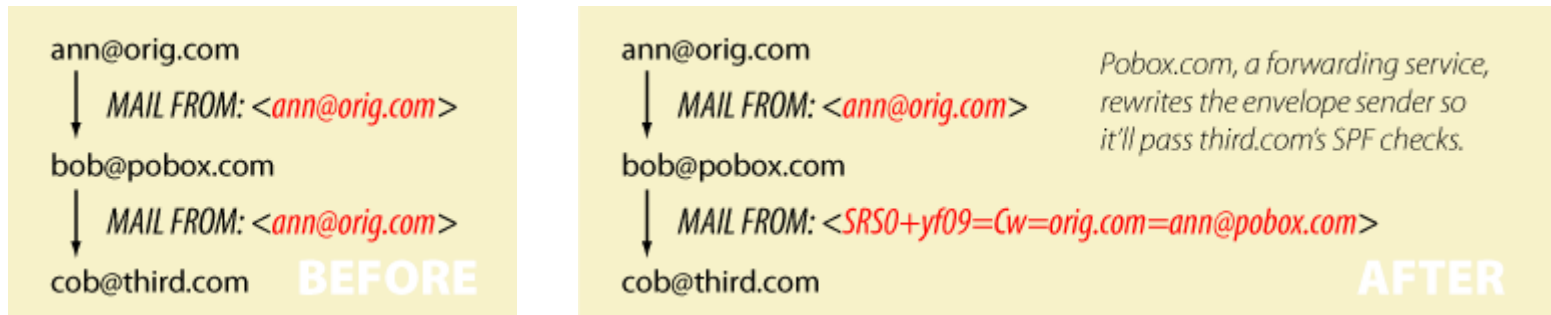 ann@orig.com
MAIL FROM: <ann@orig.com>
bob@pobox.com
MAIL FROM: <ann@orig.com>
cob@third.com
BEFORE
ann@orig.com
MAIL FROM: <ann@orig.com>
bob@pobox.com
MAIL FROM: <SRS0+yf09=Cw=orig.com=ann@pobox.com>
cob@third.com
Pobox.com, a forwarding service,
rewrites the envelope sender so
it'll pass third.com's SPF checks.
AFTER